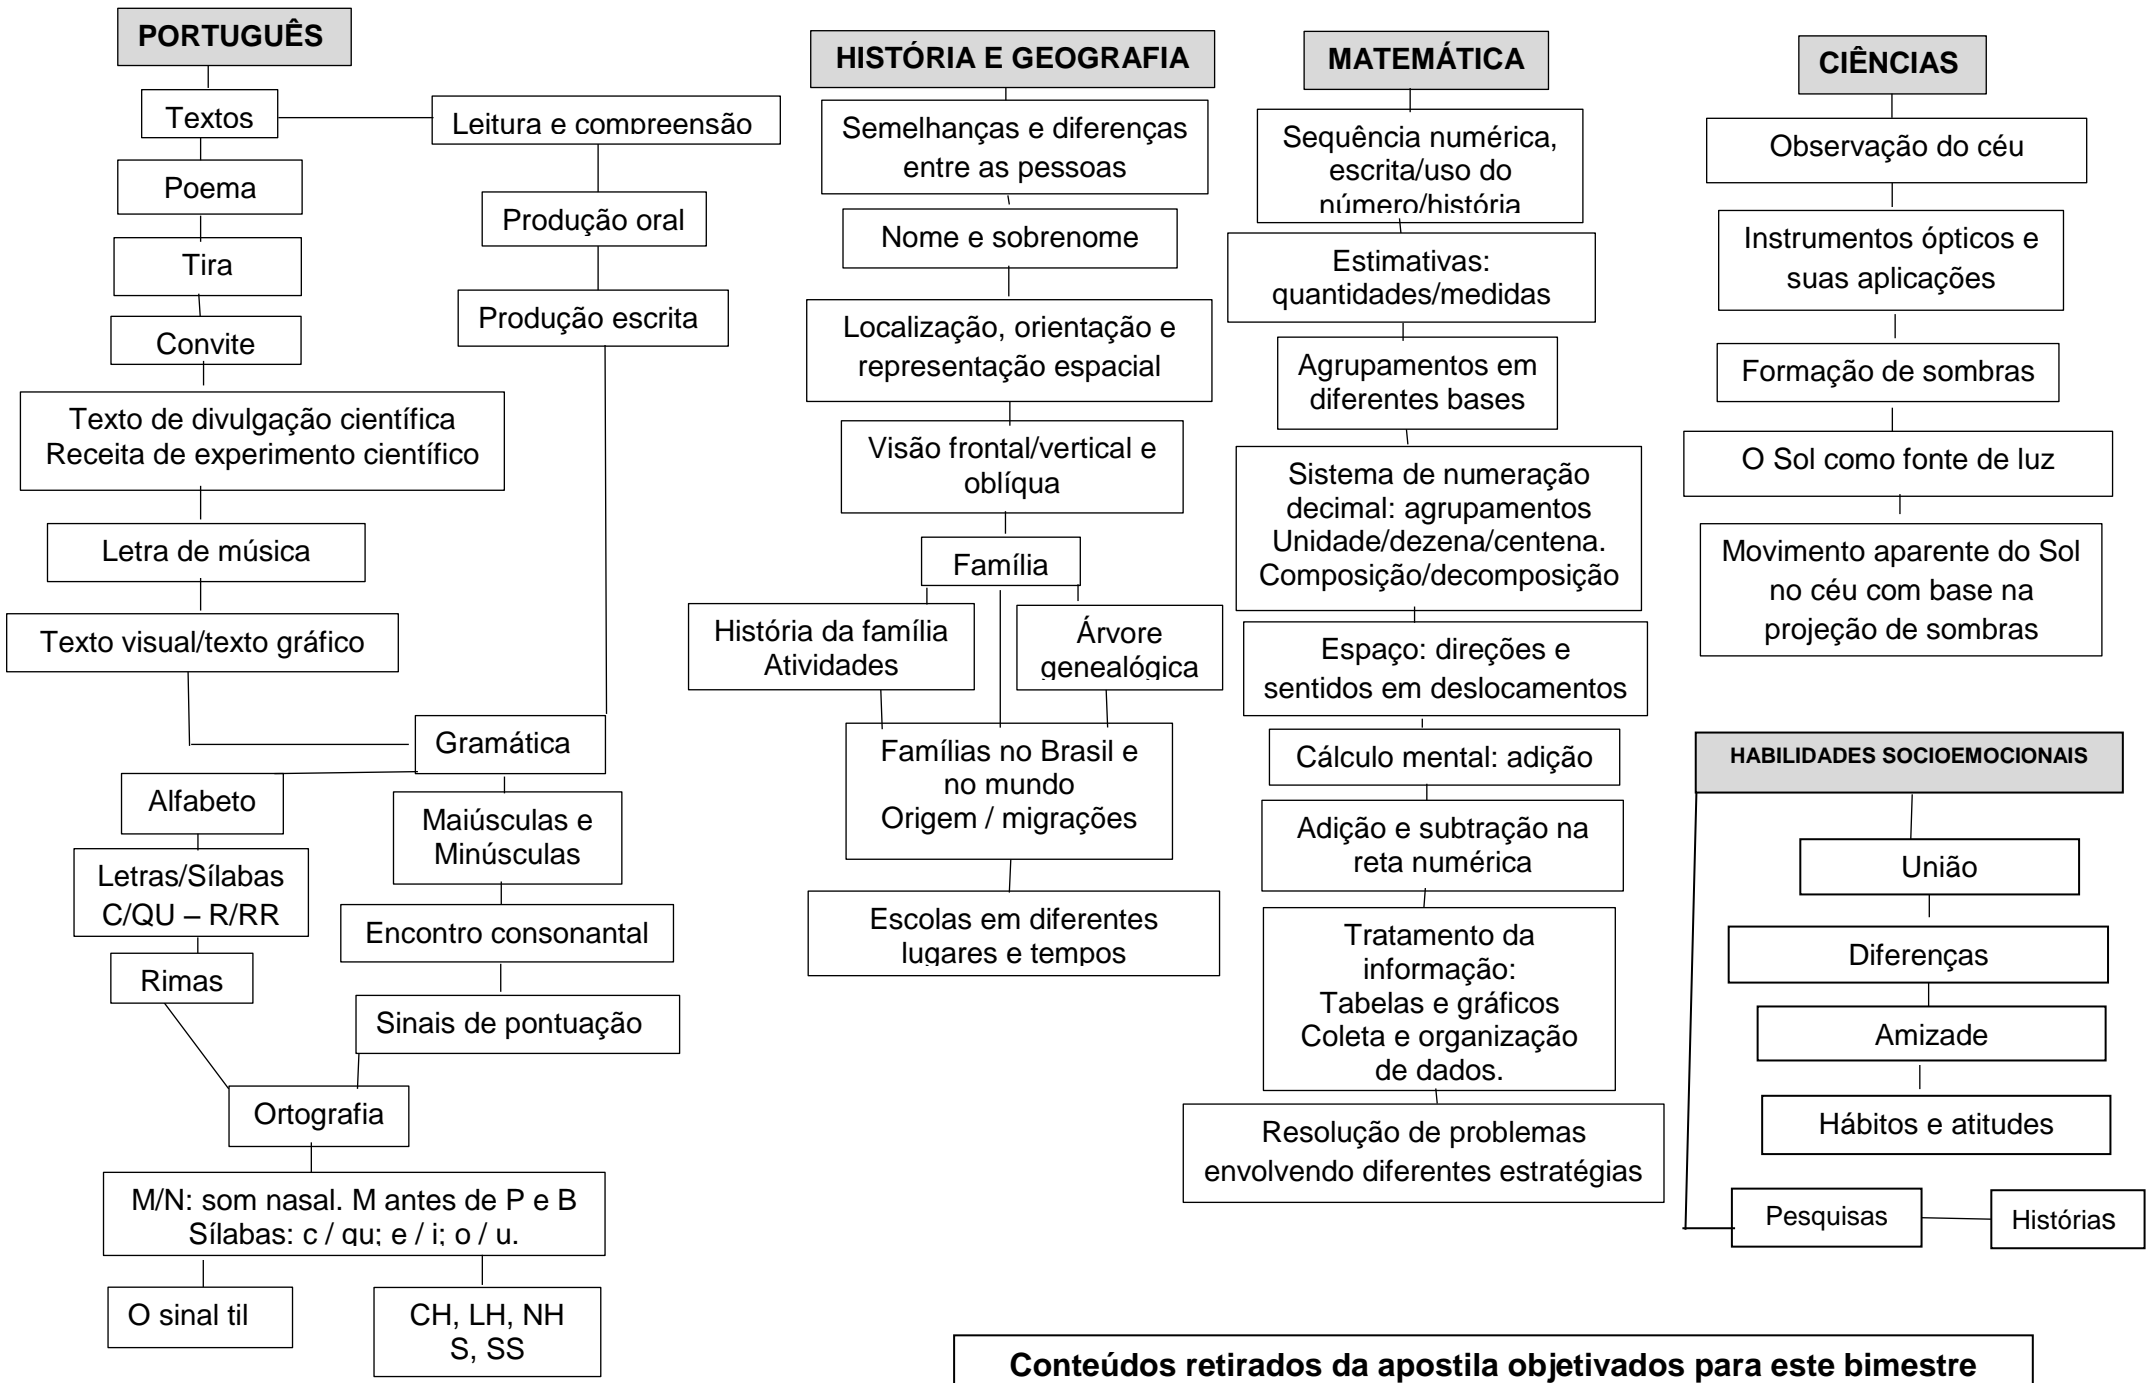 PORTUGUÊS
Textos
Leitura e compreensão
Poema
Produção oral
Tira
Produção escrita
Convite
Texto de divulgação científica
Receita de experimento científico
Letra de música
Texto visual/texto gráfico
Gramática
Alfabeto
Maiúsculas e
Minúsculas
Letras/Sílabas
C/QU – R/RR
Encontro consonantal
Rimas
Sinais de pontuação
Ortografia
M/N: som nasal. M antes de P e B
Sílabas: c / qu; e / i; o / u.
O sinal til
CH, LH, NH
S, SS
HISTÓRIA E GEOGRAFIA
Semelhanças e diferenças
entre as pessoas
Nome e sobrenome
Localização, orientação e
representação espacial
Visão frontal/vertical e
oblíqua
Família
História da família
Atividades
Árvore
genealógica
Famílias no Brasil e
no mundo
Origem / migrações
Escolas em diferentes
lugares e tempos
MATEMÁTICA
Sequência numérica,
escrita/uso do
número/história
Estimativas:
quantidades/medidas
Agrupamentos em
diferentes bases
Sistema de numeração
decimal: agrupamentos
Unidade/dezena/centena.
Composição/decomposição
Espaço: direções e
sentidos em deslocamentos
Cálculo mental: adição
Adição e subtração na
reta numérica
Tratamento da
informação:
Tabelas e gráficos
Coleta e organização
de dados.
Resolução de problemas
envolvendo diferentes estratégias
CIÊNCIAS
Observação do céu
Instrumentos ópticos e
suas aplicações
Formação de sombras
O Sol como fonte de luz
Movimento aparente do Sol
no céu com base na
projeção de sombras
HABILIDADES SOCIOEMOCIONAIS
União
Diferenças
Amizade
Hábitos e atitudes
Pesquisas
Histórias
Conteúdos retirados da apostila objetivados para este bimestre